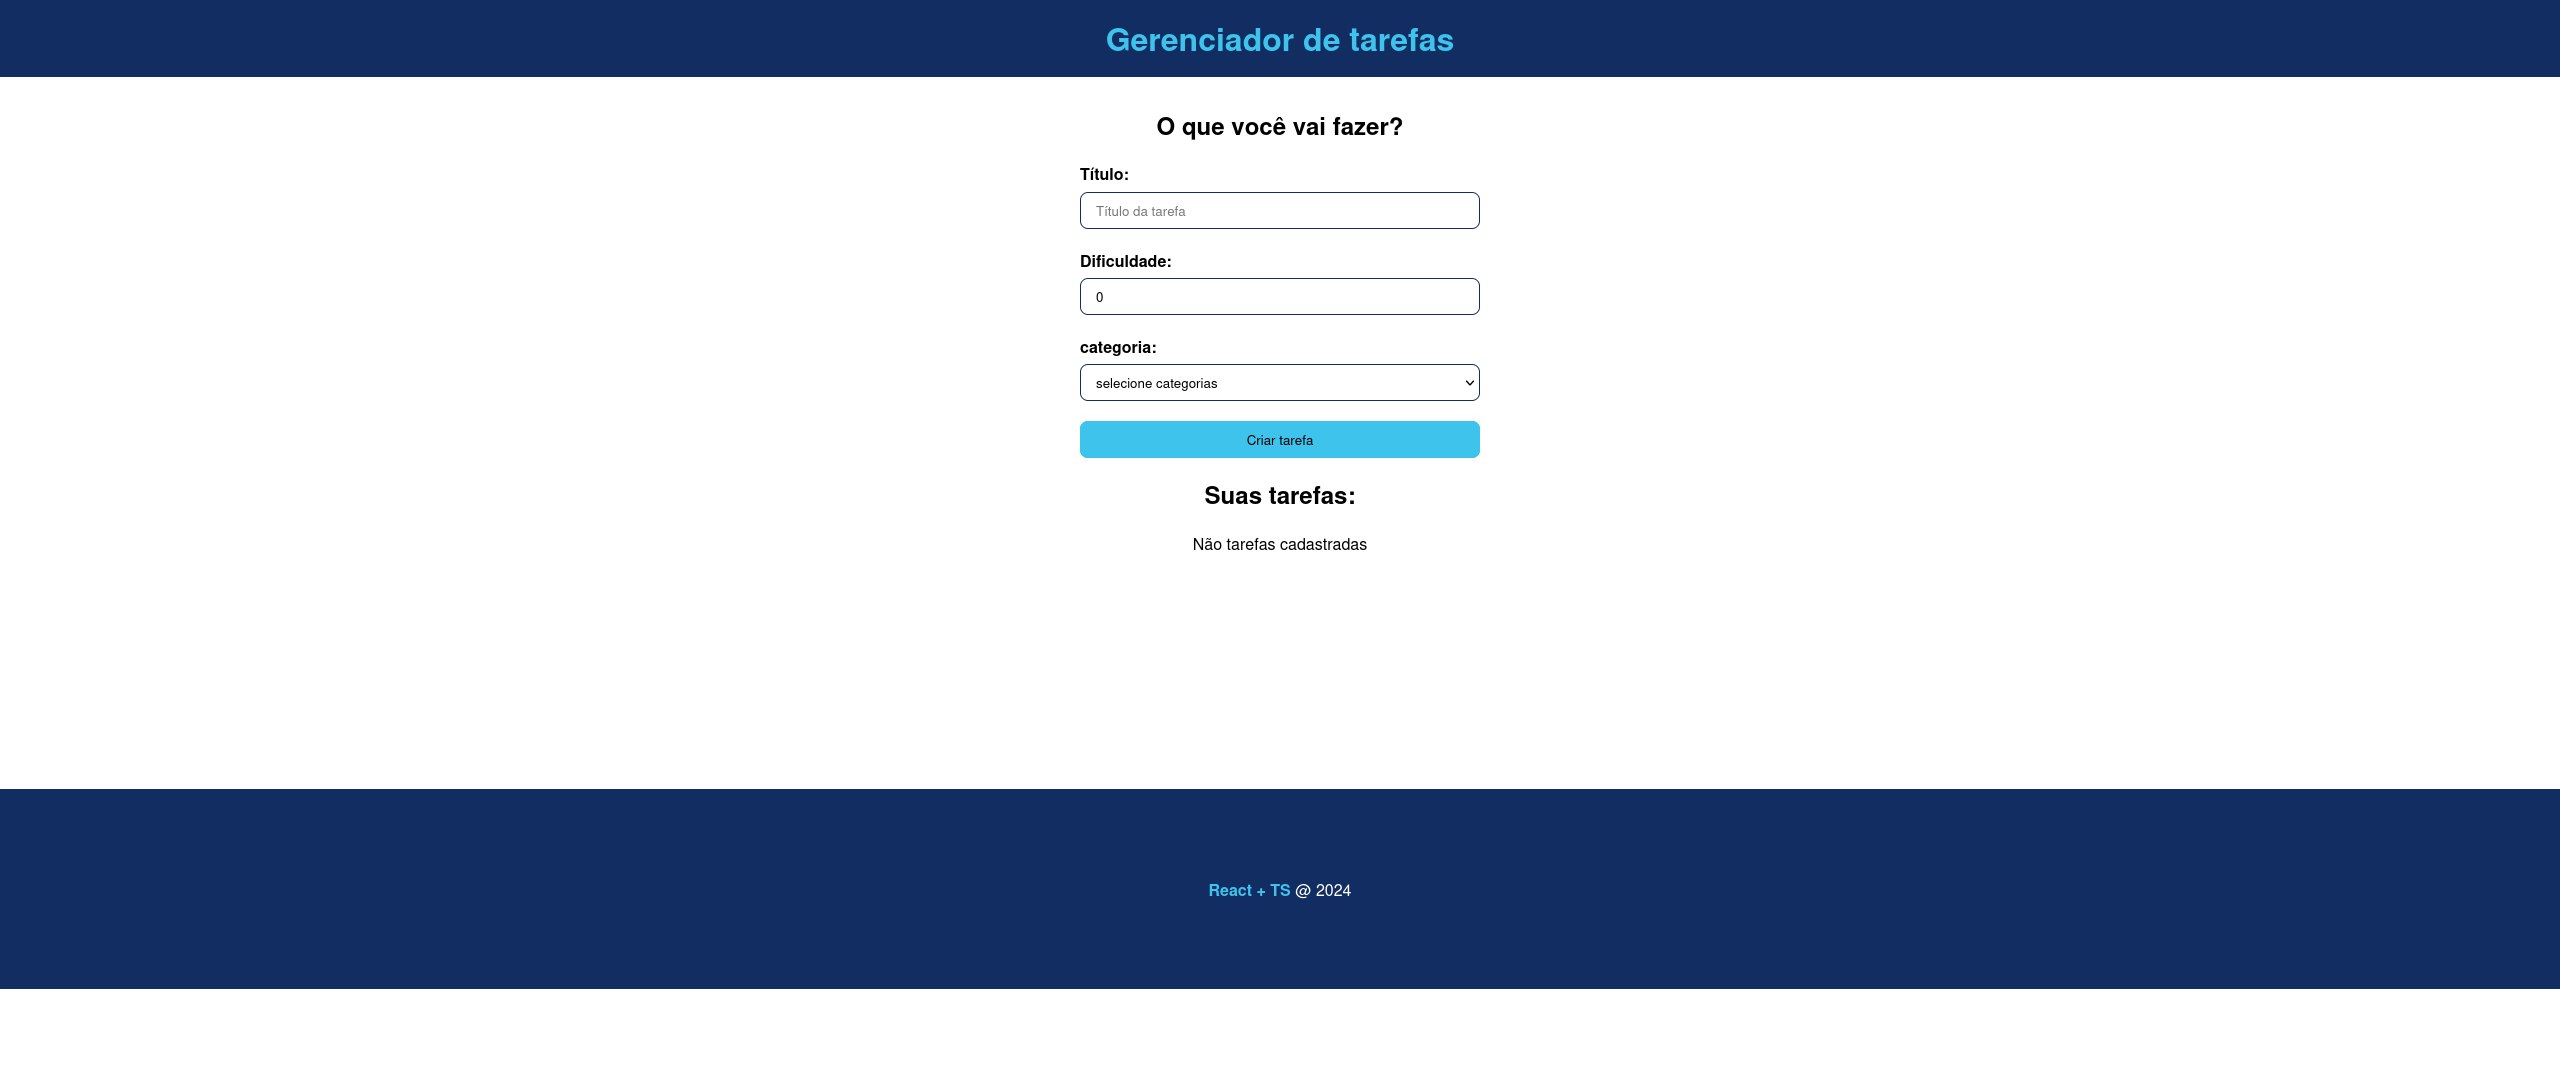 Gerenciador de tarefas
O que você vai fazer?
Título:
Título da tarefa
Dificuldade:
0
categoria:
selecione categorias
Criar tarefa
Suas tarefas:
Não tarefas cadastradas
React + TS @ 2024